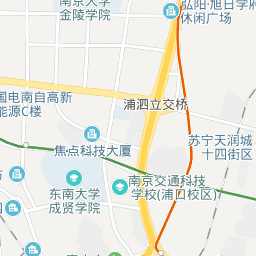 南京大学
金陵学院
弘阳·旭日学府
休闲广场
国电南自高新
能源C楼
浦泗立交桥
苏宁天润城
十四街区
焦点科技大厦
东南大学
成贤学院
南京交通科技
学校(浦口校区)